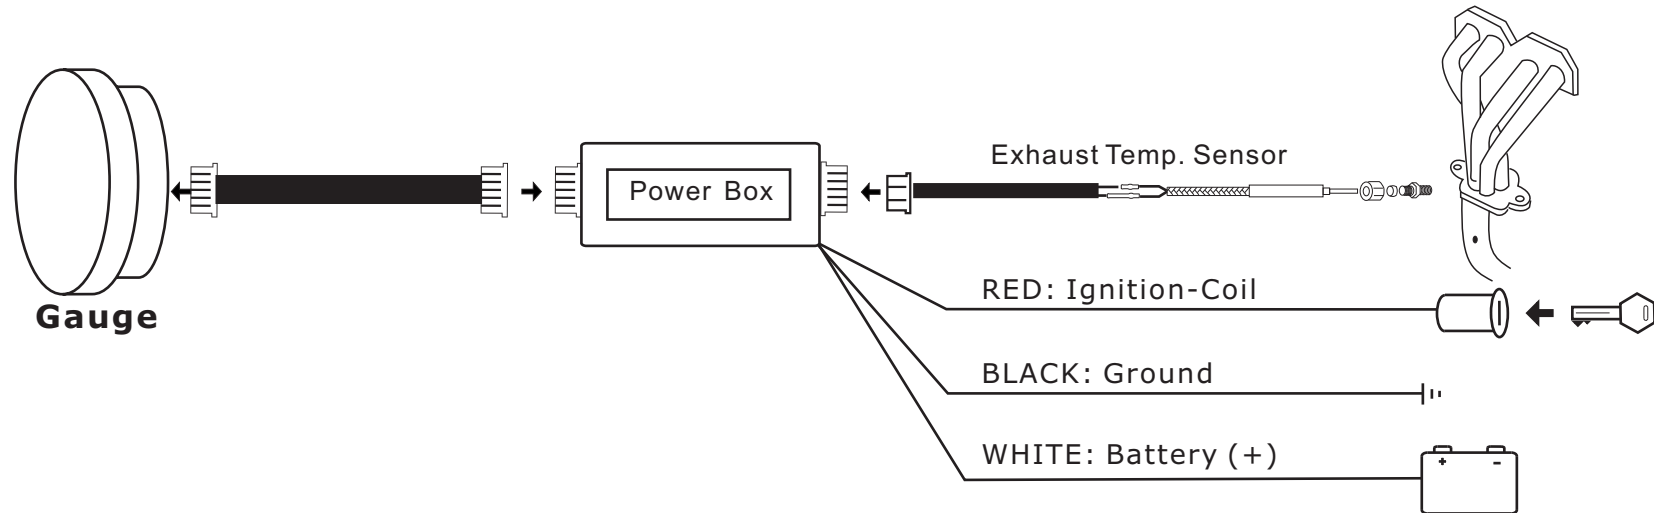 Exhaust Temp. Sensor
Power Box
RED: Ignition-Coil
Gauge
BLACK: Ground
WHITE: Battery (+)
+ -